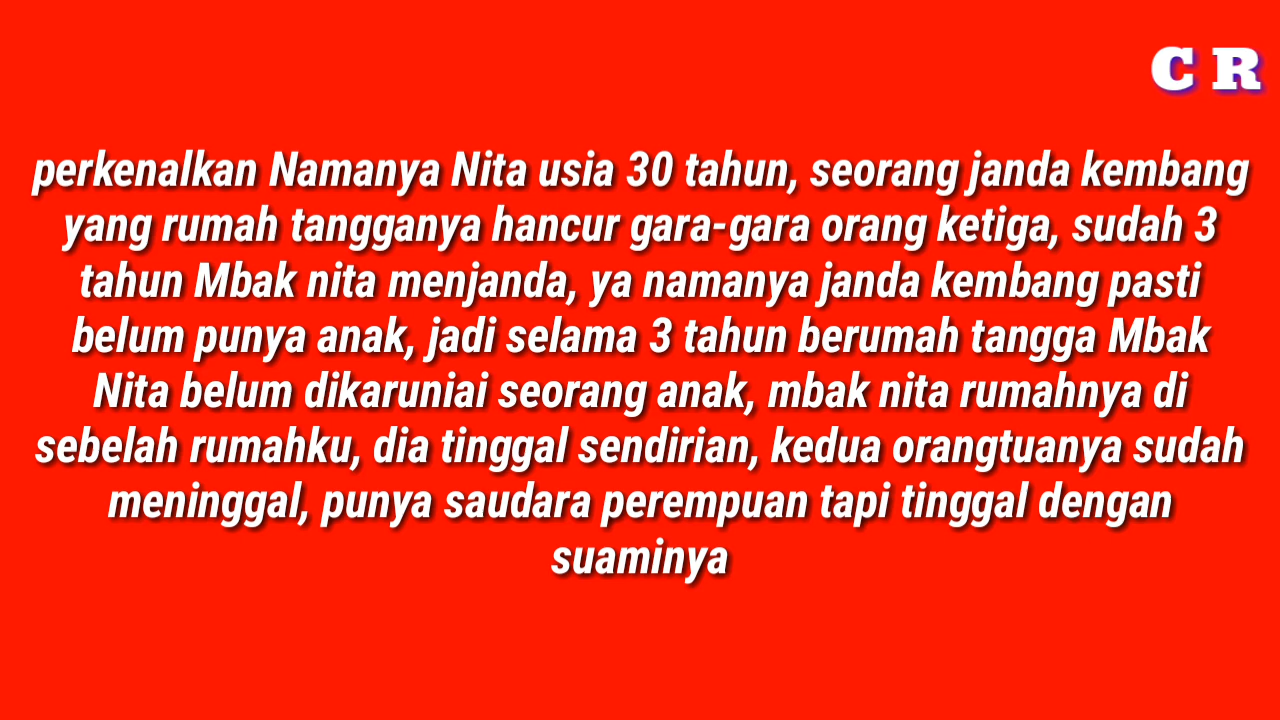 C R
perkenalkan Namanya Nita usia 30 tahun, seorang janda kembang
yang rumah tangganya hancur gara-gara orang ketiga, sudah 3
tahun Mbak nita menjanda, ya namanya janda kembang pasti
belum punya anak, jadi selama 3 tahun berumah tangga Mbak
Nita belum dikaruniai seorang anak, mbak nita rumahnya di
sebelah rumahku, dia tinggal sendirian, kedua orangtuanya sudah
meninggal, punya saudara perempuan tapi tinggal dengan
suaminya